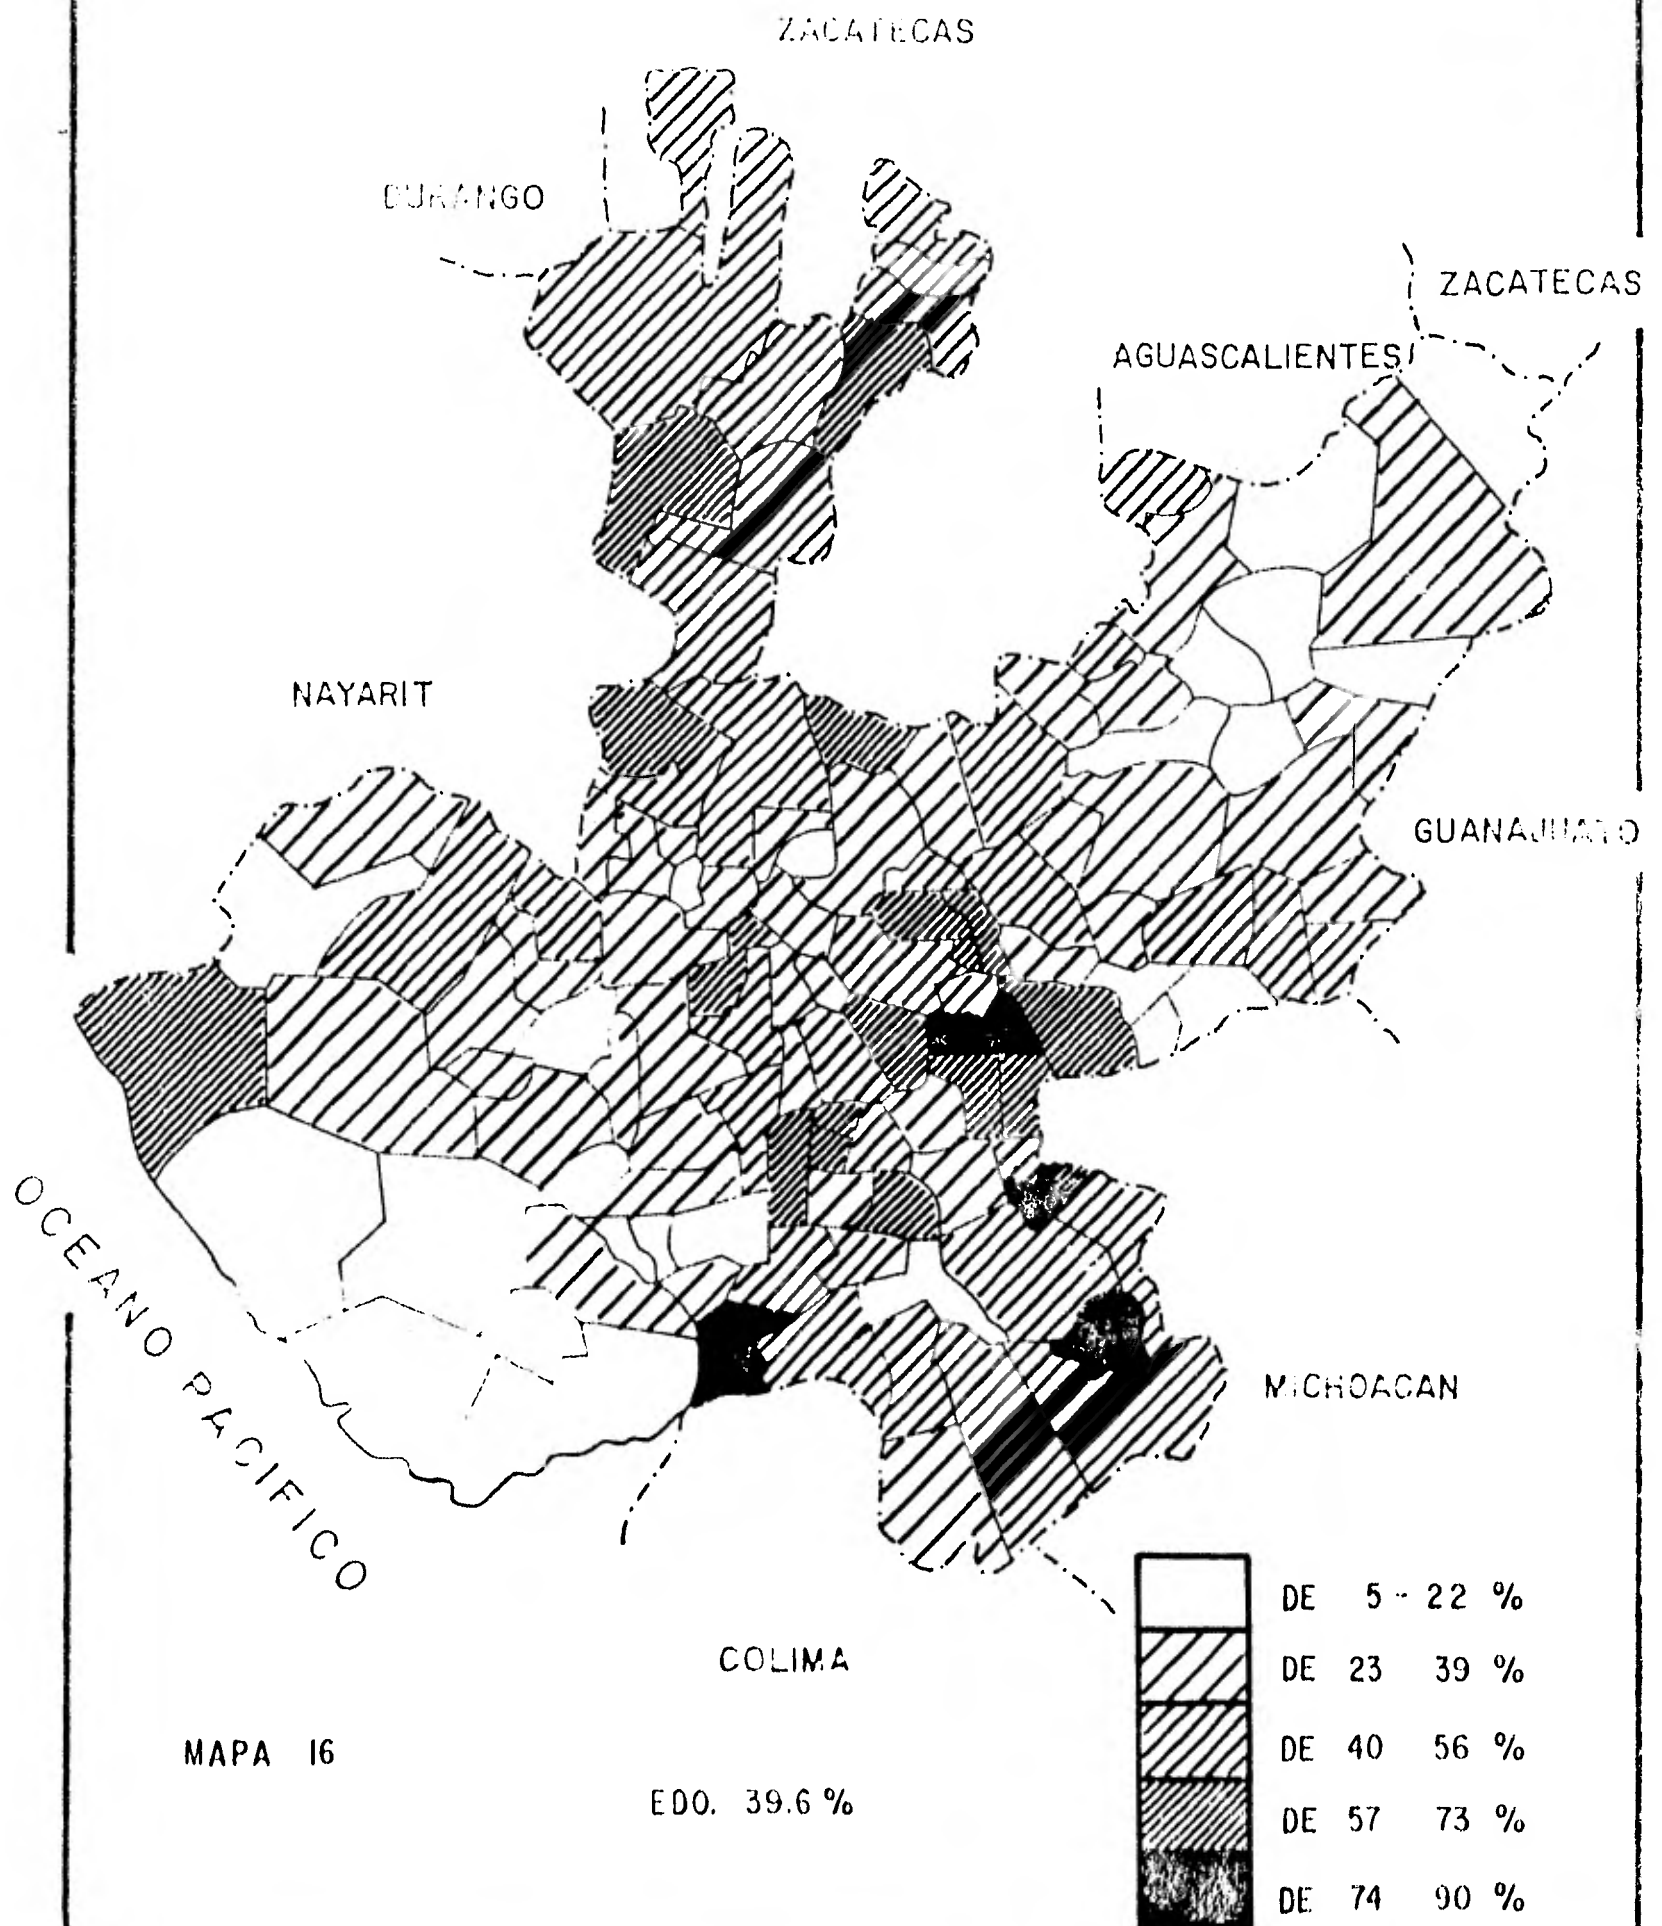 ZACATECAS
DURANGO
ZACATECAS
AGUASCALIENTES
NAYARIT
GUANAJUATO
OCEANO PACIFICO
MICHOACAN
DE 5 - 22 %
DE 23 39 %
COLIMA
DE 40 56 %
MAPA 16
EDO. 39.6 %
DE 57 73 %
DE 74 90 %